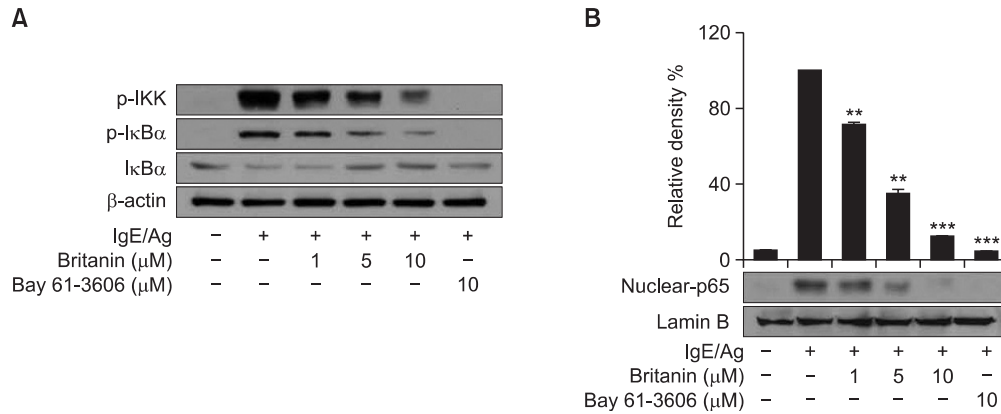 A
p-IKK
p-IκBα
IκBα
β-actin
IgE/Ag – + + + + +
Britanin (μM) – – 1 5 10 –
Bay 61-3606 (μM) – – – – – 10
B
Relative density %
120
80
40
0
**
**
***
***
Nuclear-p65
Lamin B
IgE/Ag – + + + + +
Britanin (μM) – – 1 5 10 –
Bay 61-3606 (μM) – – – – – 10